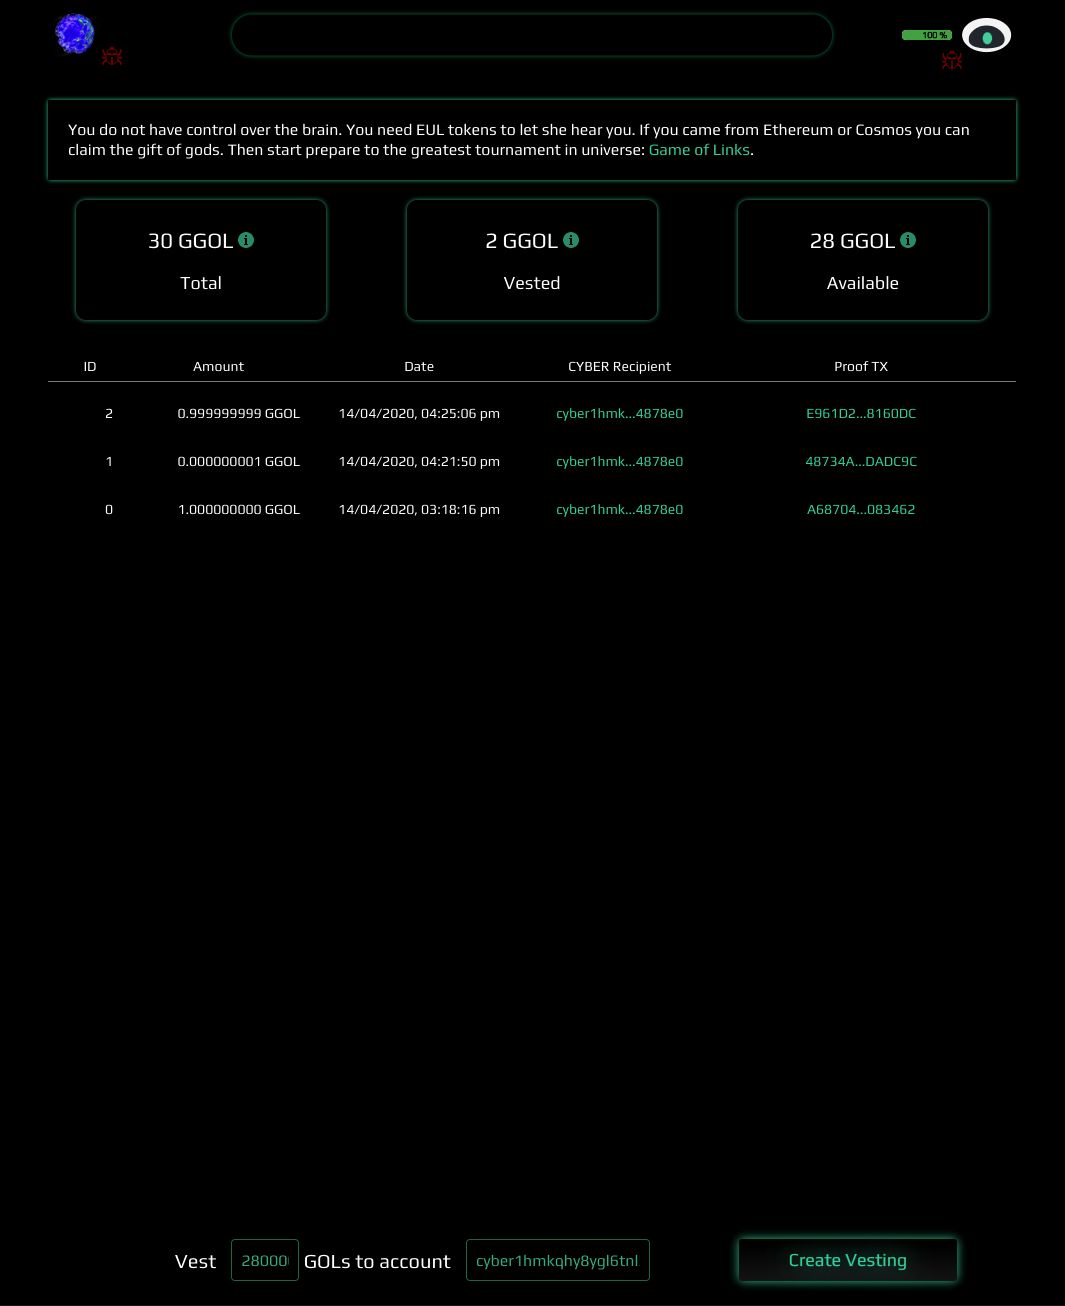 100 %
You do not have control over the brain. You need EUL tokens to let she hear you. If you came from Ethereum or Cosmos you can
claim the gift of gods. Then start prepare to the greatest tournament in universe: Game of Links.
30 GGOL 2 GGOL 28 GGOL
Total Vested Available
ID Amount Date CYBER Recipient Proof TX
2 0.999999999 GGOL 14/04/2020, 04:25:06 pm cyber1hmk...4878e0 E961D2...8160DC
1 0.000000001 GGOL 14/04/2020, 04:21:50 pm cyber1hmk...4878e0 48734A...DADC9C
0 1.000000000 GGOL 14/04/2020, 03:18:16 pm cyber1hmk...4878e0 A68704...083462
Vest 28000 GOLs to account cyber1hmkqhy8ygl6tnl Create Vesting